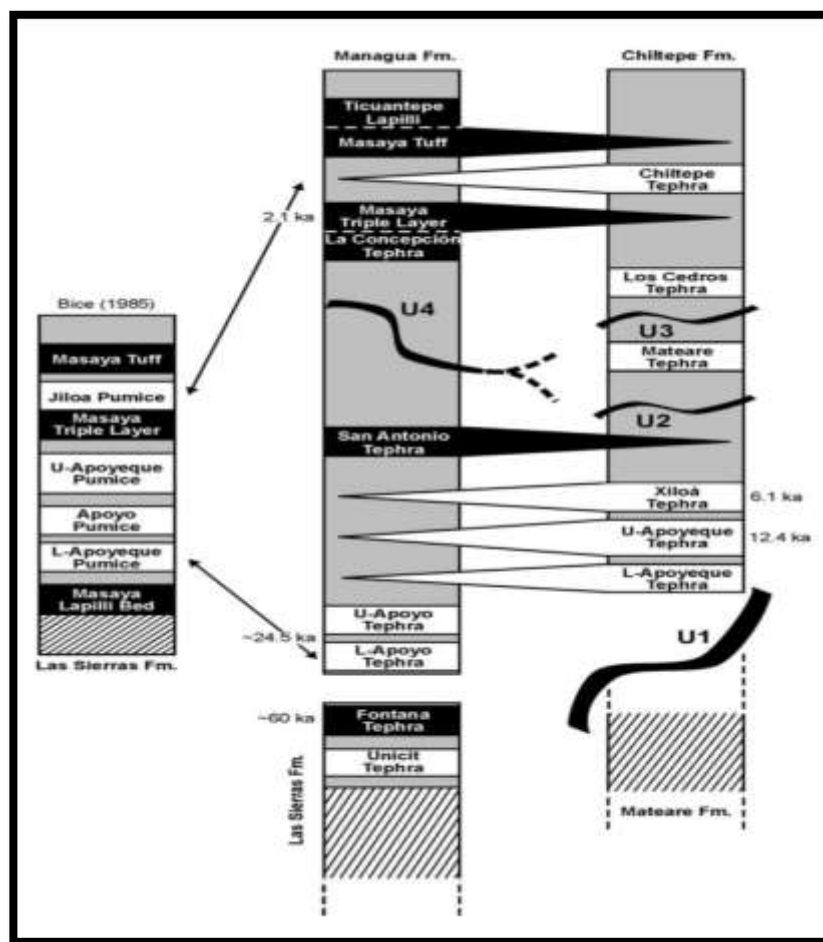 Managua Fm.
Chiltepe Fm.
Ticuantepe
Lapilli
Masaya Tuff
Chiltepe
Tephra
2.1 ka
Masaya
Triple Layer
La Concepción
Tephra
Los Cedros
Tephra
Bice (1985)
U4
U3
Masaya Tuff
Mateare
Tephra
Jiloa Pumice
Masaya
Triple Layer
U2
San Antonio
Tephra
U-Apoyeque
Pumice
Xiloà
Tephra
6.1 ka
Apoyo
Pumice
U-Apoyeque
Tephra
12.4 ka
L-Apoyeque
Pumice
L-Apoyeque
Tephra
Masaya
Lapilli Bed
U-Apoyo
Tephra
~24.5 ka
U1
Las Sierras Fm.
L-Apoyo
Tephra
~60 ka
Fontana
Tephra
Unicit
Tephra
Las Sierras Fm.
Mateare Fm.